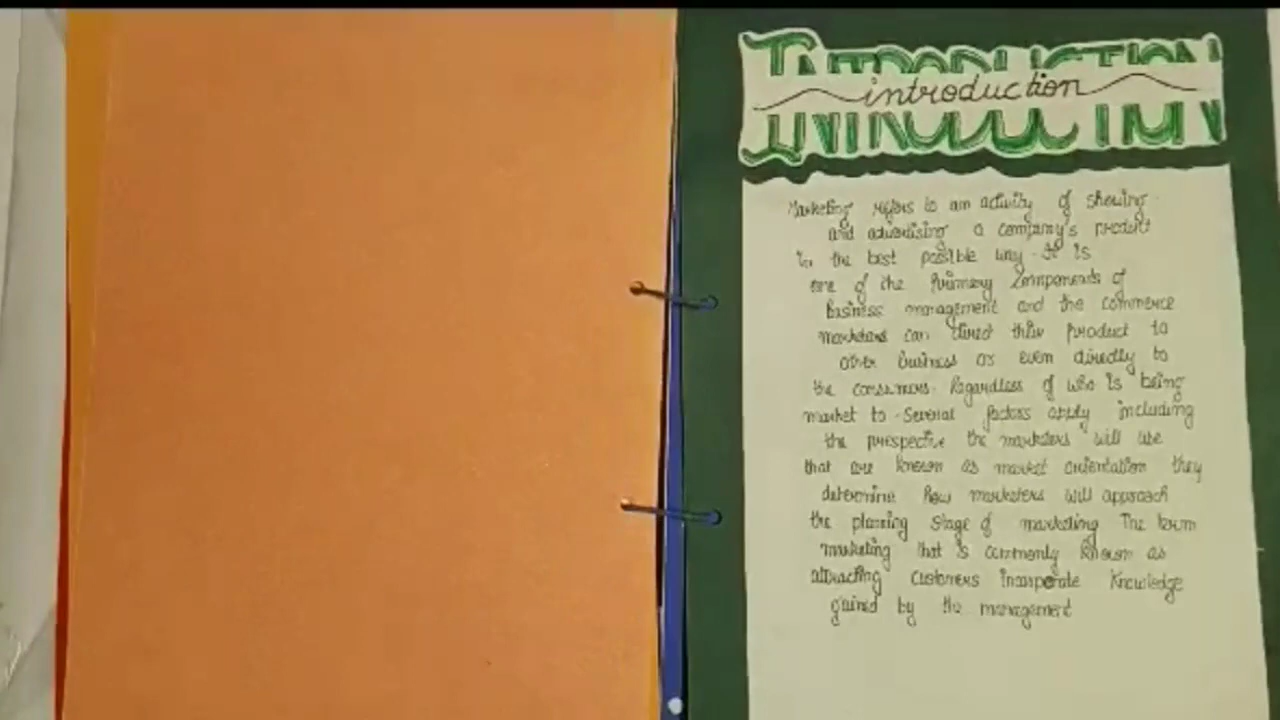 INTRODUCTION
introduction
Marketing refers to an activity of showing
and advertising a company's product
in the best possible way. It is
one of the Primary Components of
business management and the commerce
marketers can direct thier product to
other business or even directly to
the consumers. Regardless of who is being
market to several factors apply including
the prespective the marketers will use
that are known as market orientation they
determine how marketers will approach
the planning stage of marketing The term
marketing that is commonly known as
attracting customers incorporate knowledge
gained by the management